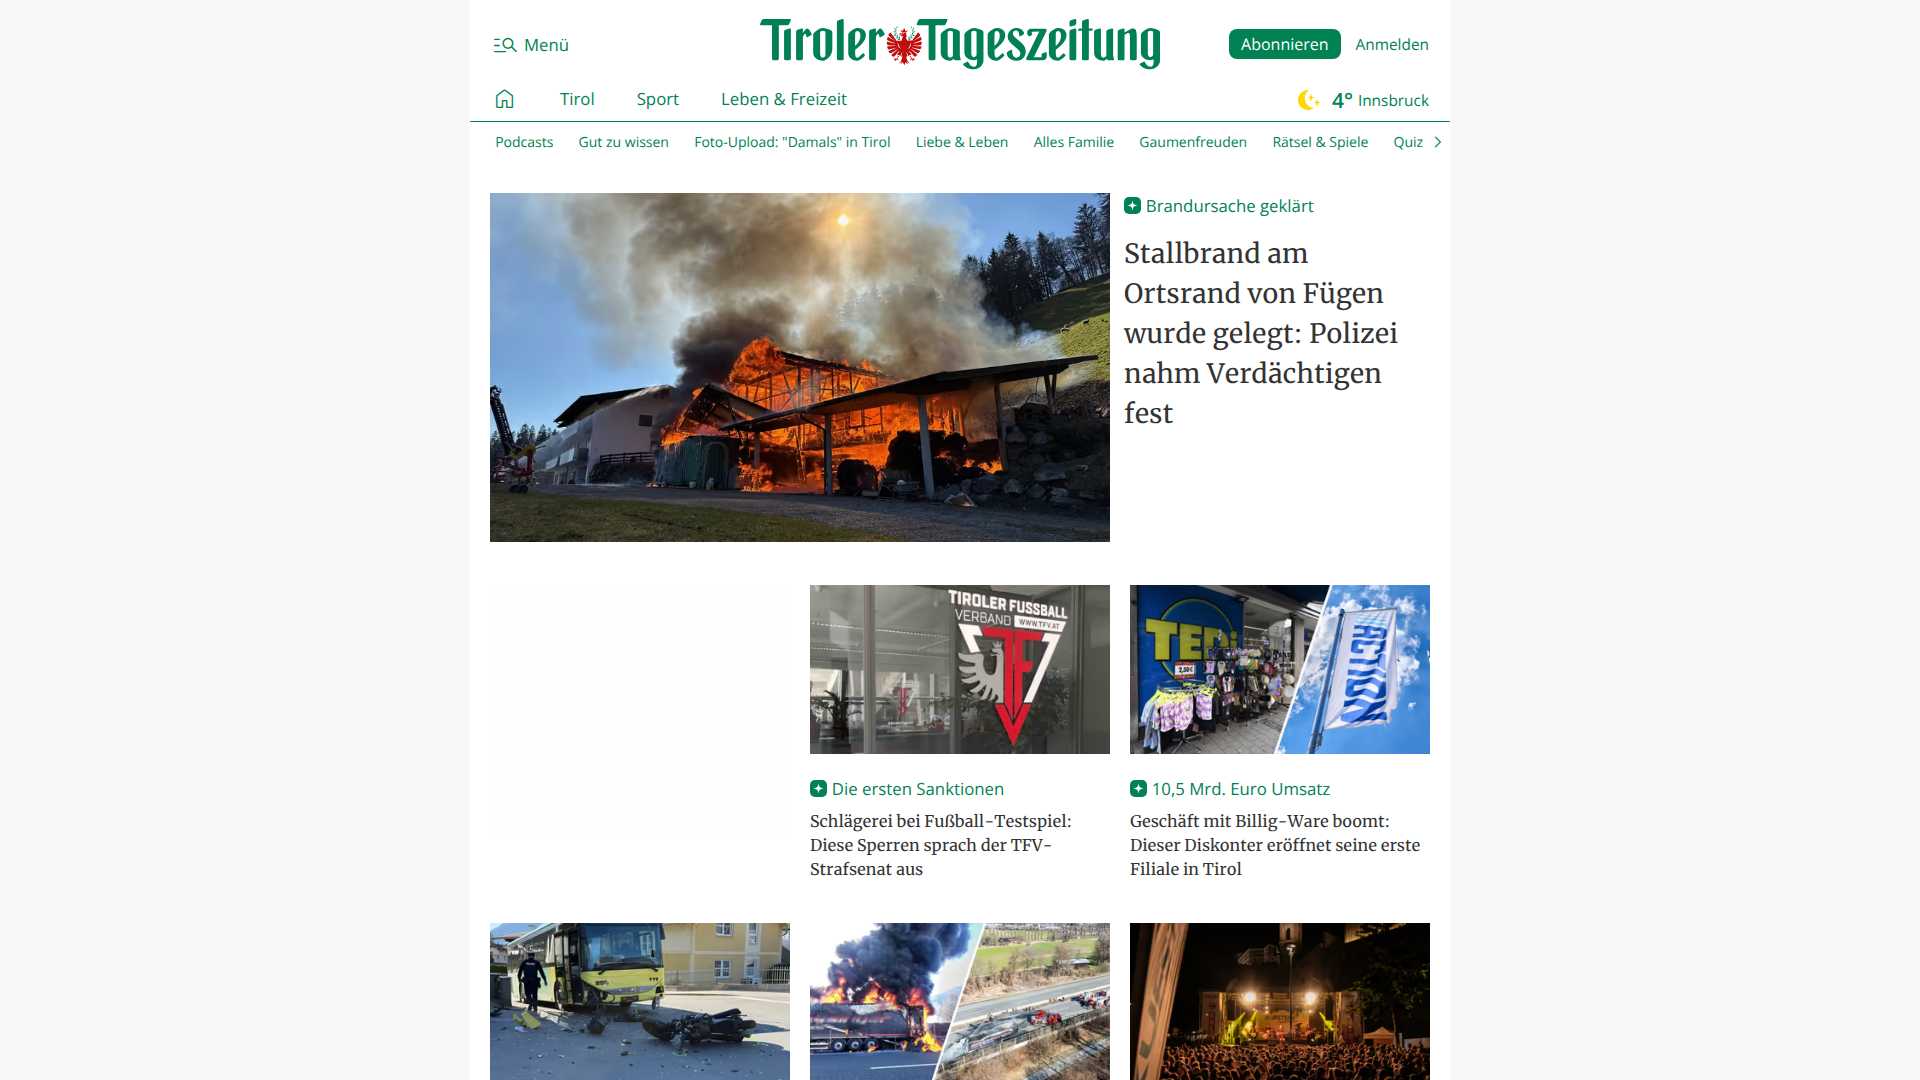 Menü
Tiroler Tageszeitung
Abonnieren
Anmelden
Tirol
Sport
Leben & Freizeit
4° Innsbruck
Podcasts
Gut zu wissen
Foto-Upload: "Damals" in Tirol
Liebe & Leben
Alles Familie
Gaumenfreuden
Rätsel & Spiele
Quiz
Brandursache geklärt
Stallbrand am
Ortsrand von Fügen
wurde gelegt: Polizei
nahm Verdächtigen
fest
TIROLER FUSSBALL
VERBAND WWW.TFV.AT
TFV
TEDi
2,50€
ACTION
Die ersten Sanktionen
Schlägerei bei Fußball-Testspiel:
Diese Sperren sprach der TFV-
Strafsenat aus
10,5 Mrd. Euro Umsatz
Geschäft mit Billig-Ware boomt:
Dieser Diskonter eröffnet seine erste
Filiale in Tirol